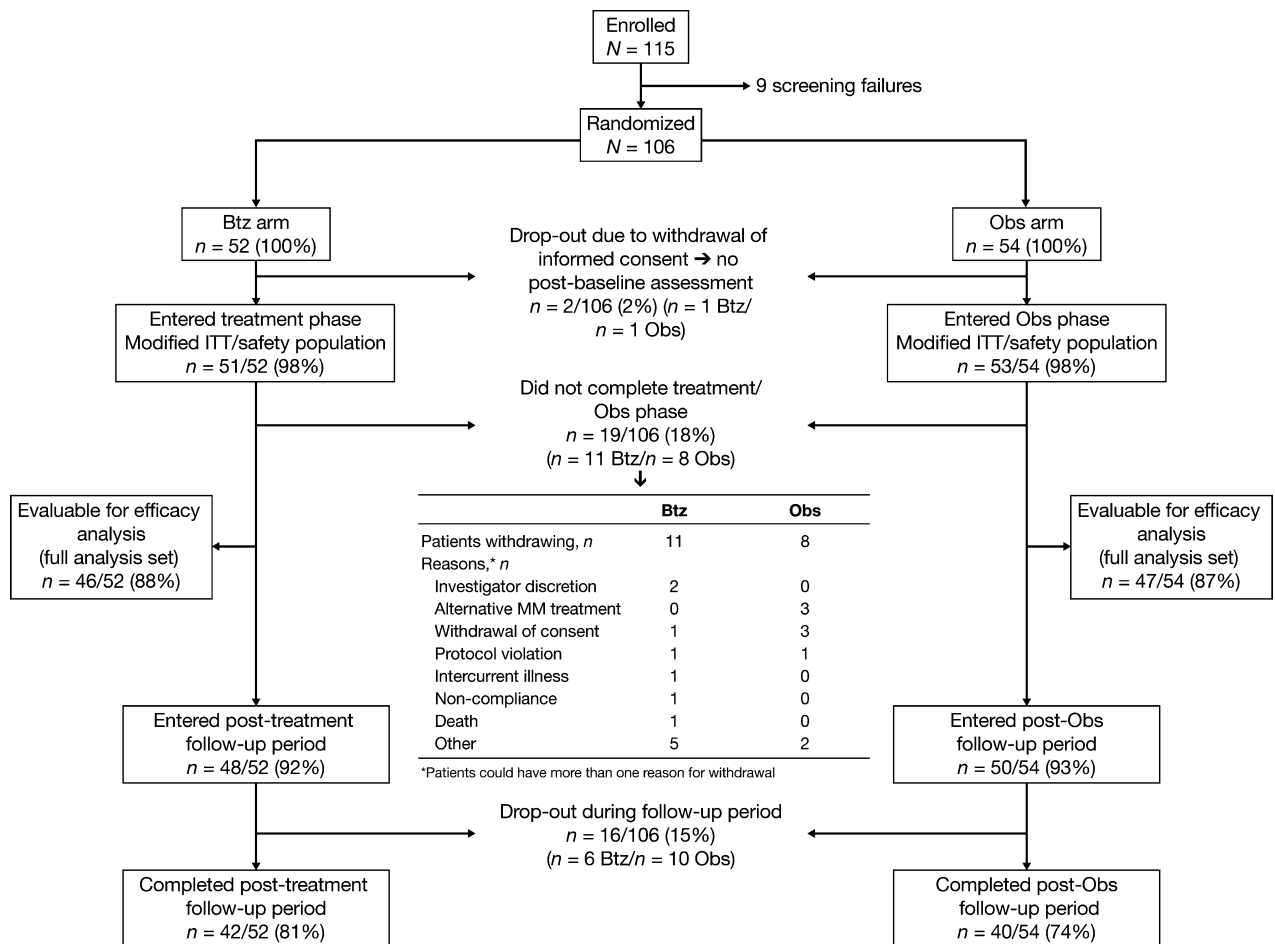 Enrolled
N = 115
9 screening failures
Randomized
N = 106
Btz arm
n = 52 (100%)
Obs arm
n = 54 (100%)
Drop-out due to withdrawal of
informed consent ➔ no
post-baseline assessment
n = 2/106 (2%) (n = 1 Btz/
n = 1 Obs)
Entered treatment phase
Modified ITT/safety population
n = 51/52 (98%)
Entered Obs phase
Modified ITT/safety population
n = 53/54 (98%)
Did not complete treatment/
Obs phase
n = 19/106 (18%)
(n = 11 Btz/n = 8 Obs)
Evaluable for efficacy
analysis
(full analysis set)
n = 46/52 (88%)
Btz Obs
Patients withdrawing, n 11 8
Reasons,* n
Investigator discretion 2 0
Alternative MM treatment 0 3
Withdrawal of consent 1 3
Protocol violation 1 1
Intercurrent illness 1 0
Non-compliance 1 0
Death 1 0
Other 5 2
*Patients could have more than one reason for withdrawal
Evaluable for efficacy
analysis
(full analysis set)
n = 47/54 (87%)
Entered post-treatment
follow-up period
n = 48/52 (92%)
Entered post-Obs
follow-up period
n = 50/54 (93%)
Drop-out during follow-up period
n = 16/106 (15%)
(n = 6 Btz/n = 10 Obs)
Completed post-treatment
follow-up period
n = 42/52 (81%)
Completed post-Obs
follow-up period
n = 40/54 (74%)